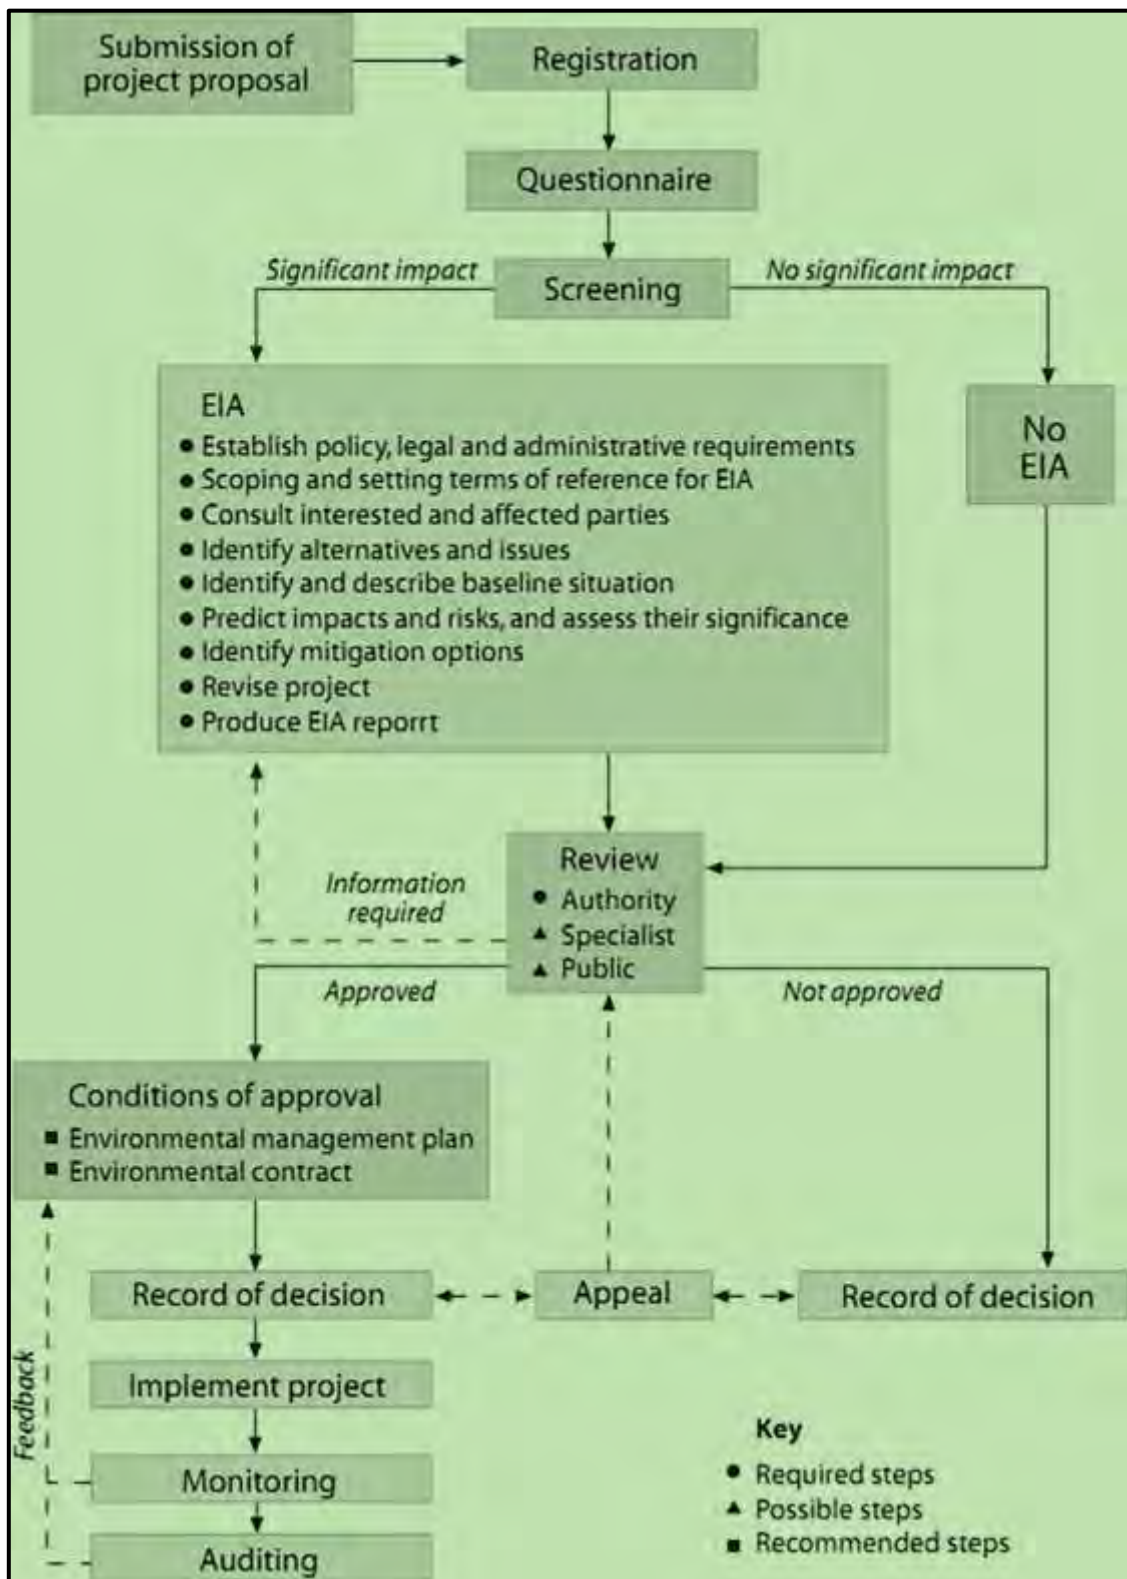 Submission of
project proposal
Registration
Questionnaire
Significant impact
Screening
No significant impact
EIA
● Establish policy, legal and administrative requirements
● Scoping and setting terms of reference for EIA
● Consult interested and affected parties
● Identify alternatives and issues
● Identify and describe baseline situation
● Predict impacts and risks, and assess their significance
● Identify mitigation options
● Revise project
● Produce EIA reporrt
No
EIA
Review
● Authority
▲ Specialist
▲ Public
Information
required
Approved
Not approved
Conditions of approval
■ Environmental management plan
■ Environmental contract
Record of decision
Appeal
Record of decision
Implement project
Monitoring
Auditing
Feedback
Key
● Required steps
▲ Possible steps
■ Recommended steps